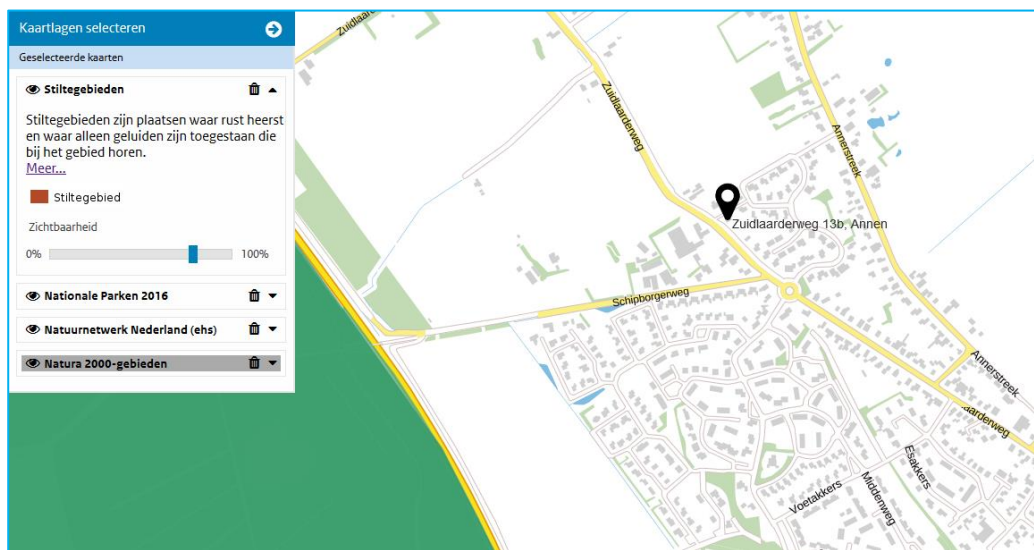 Kaartlagen selecteren
Geselecteerde kaarten
Stiltegebieden
Stiltegebieden zijn plaatsen waar rust heerst
en waar alleen geluiden zijn toegestaan die
bij het gebied horen.
Meer...
Stiltegebied
Zichtbaarheid
0% 100%
Nationale Parken 2016
Natuurnetwerk Nederland (ehs)
Natura 2000-gebieden
Zuidlaarderweg
Annerstreek
Zuidlaarderweg 13b, Annen
Schipborgerweg
Annerstreek
Esakkers
Voetakkers
Middenweg